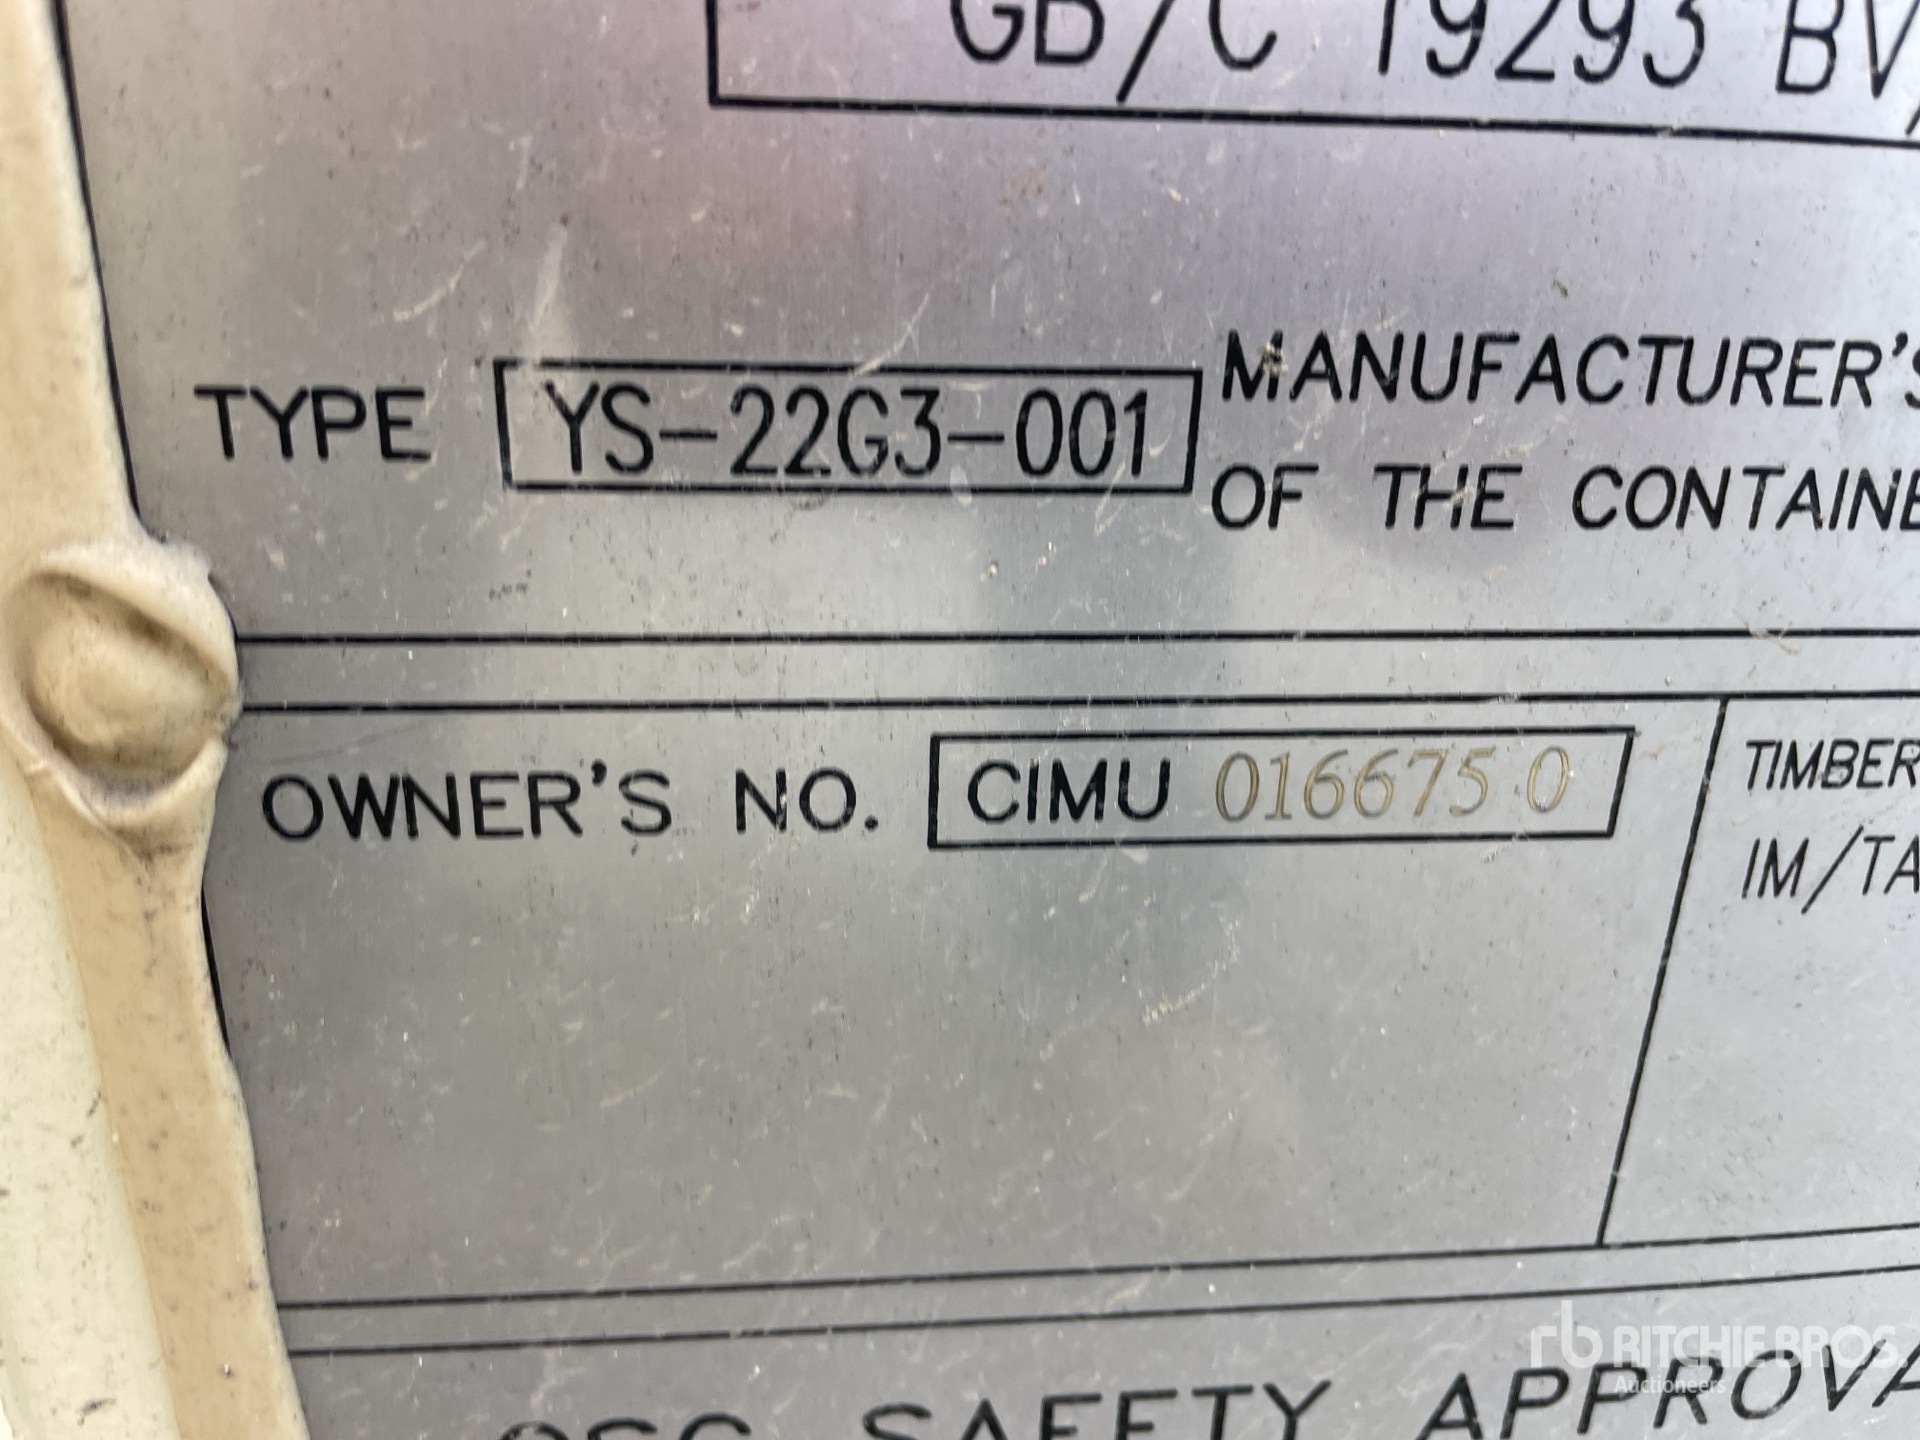 GB/C 19293 BV
TYPE YS-22G3-001
MANUFACTURER'S
OF THE CONTAINE
OWNER'S NO. CIMU 016675 0
TIMBER
IM/TA
SAFETY APPROVA
rb RITCHIE BROS.
Auctioneers